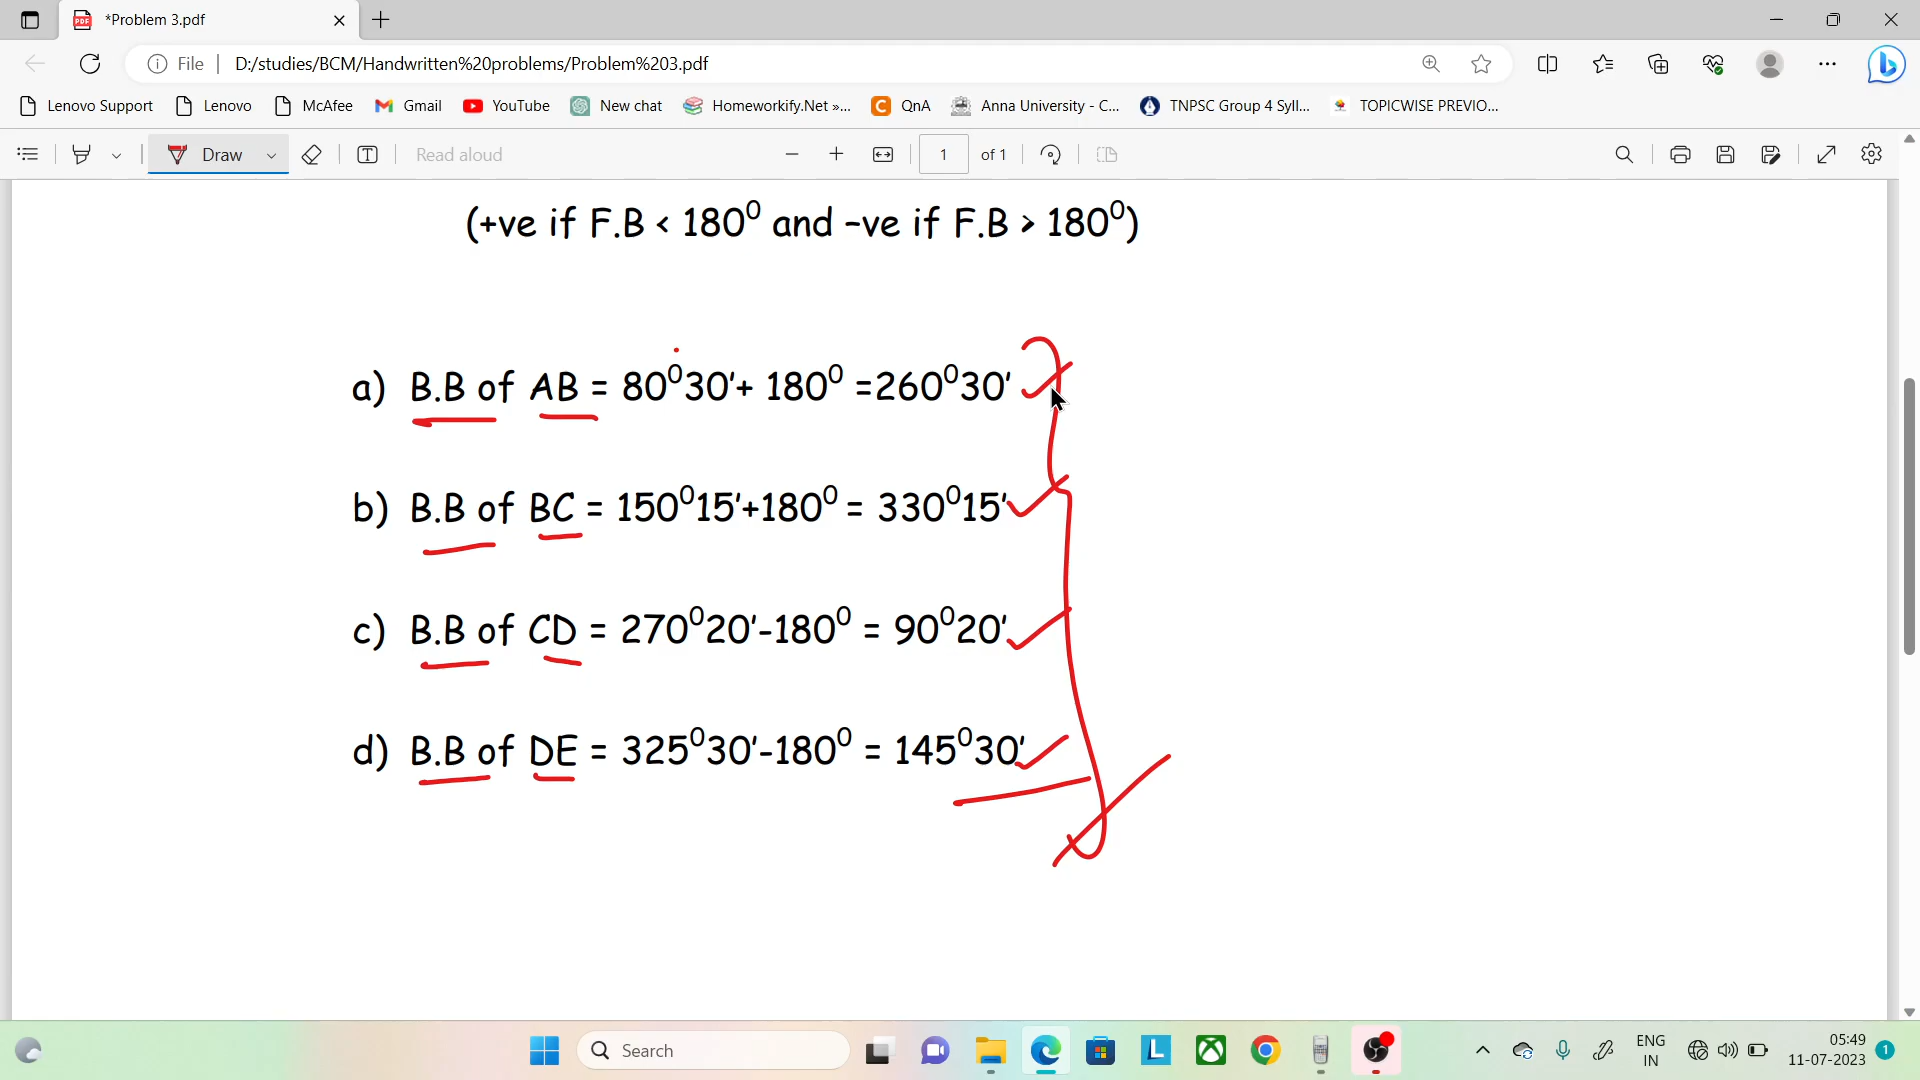 *Problem 3.pdf
File D:/studies/BCM/Handwritten%20problems/Problem%203.pdf
Lenovo Support Lenovo McAfee Gmail YouTube New chat Homeworkify.Net »... QnA Anna University - C... TNPSC Group 4 Syll... TOPICWISE PREVIO...
Draw Read aloud 1 of 1
(+ve if F.B < 180⁰ and –ve if F.B > 180⁰)
a) B.B of AB = 80⁰30'+ 180⁰ =260⁰30'
b) B.B of BC = 150⁰15'+180⁰ = 330⁰15'
c) B.B of CD = 270⁰20'-180⁰ = 90⁰20'
d) B.B of DE = 325⁰30'-180⁰ = 145⁰30'
Search ENG 05:49
IN 11-07-2023 1